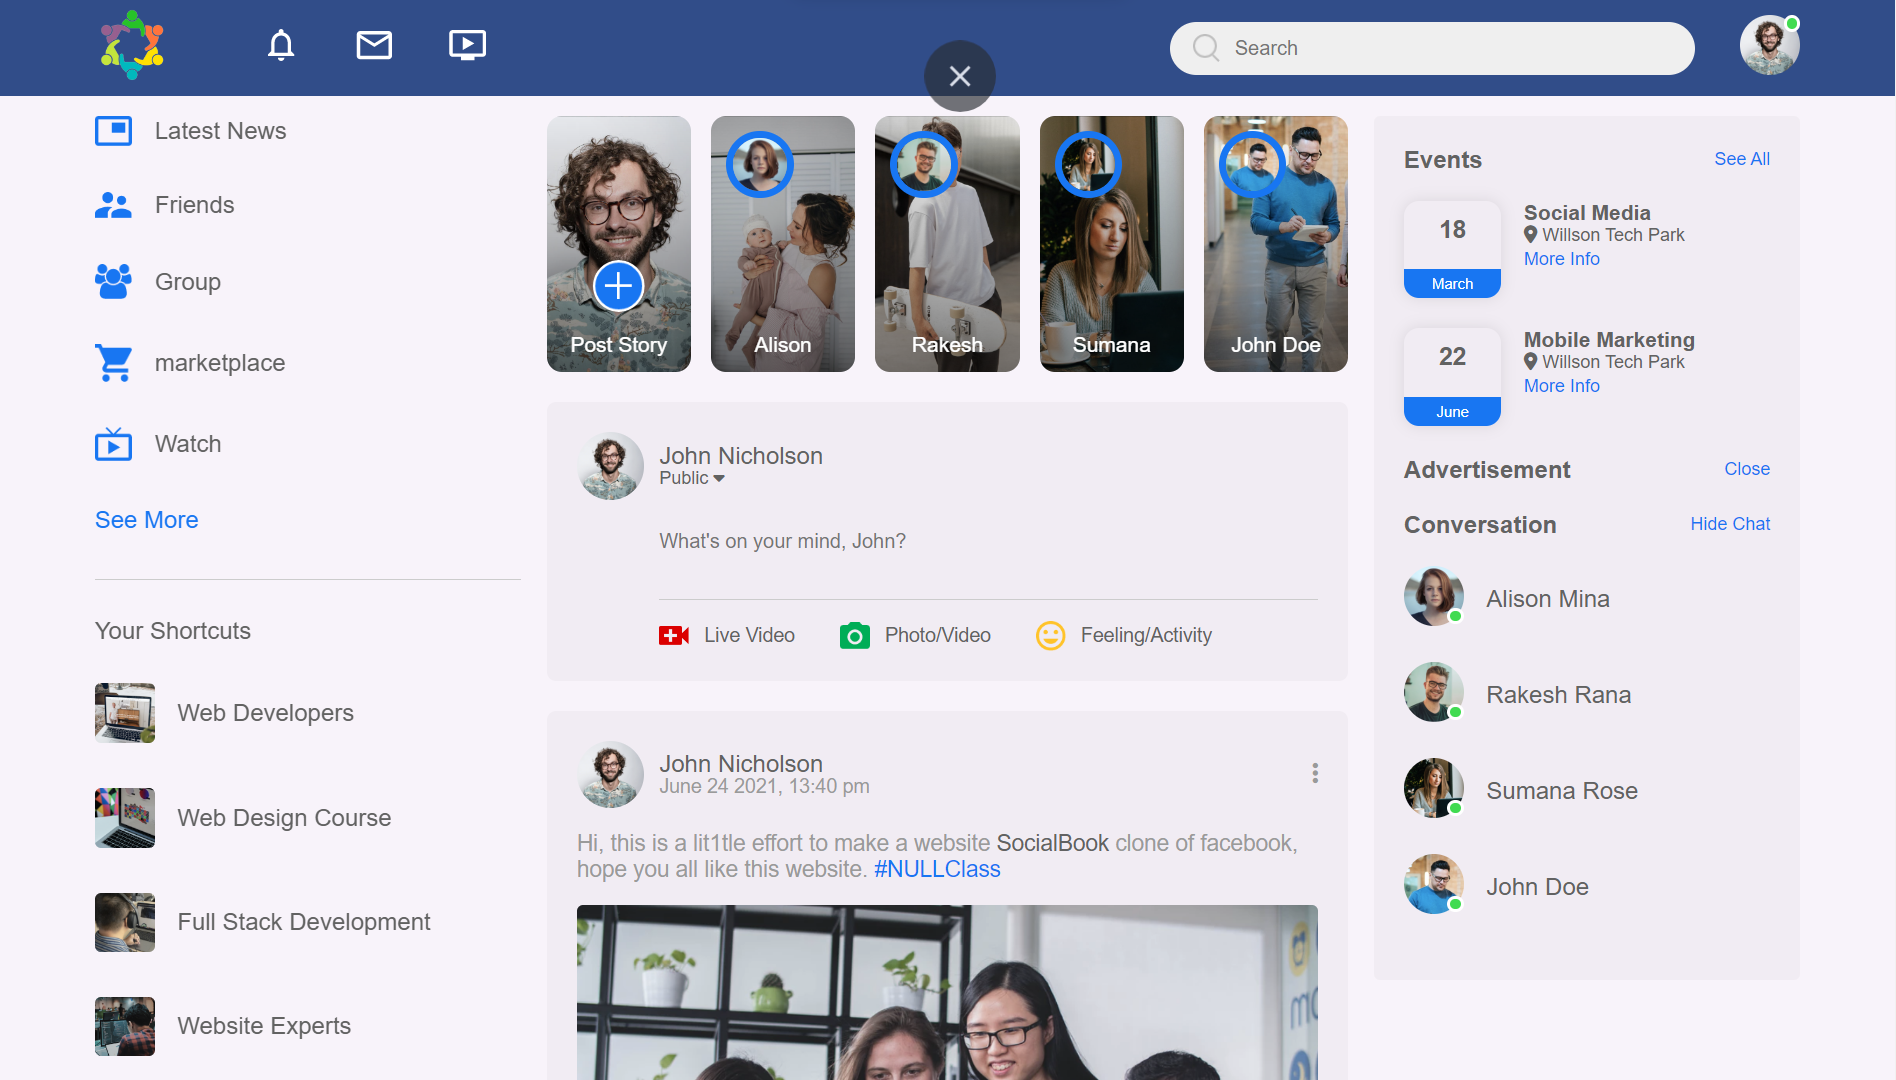 Search
Latest News
Friends
Group
marketplace
Watch
See More
Your Shortcuts
Web Developers
Web Design Course
Full Stack Development
Website Experts
Post Story
Alison
Rakesh
Sumana
John Doe
John Nicholson
Public
What's on your mind, John?
Live Video
Photo/Video
Feeling/Activity
John Nicholson
June 24 2021, 13:40 pm
Hi, this is a lit1tle effort to make a website SocialBook clone of facebook,
hope you all like this website. #NULLClass
Events
See All
18
March
Social Media
Willson Tech Park
More Info
22
June
Mobile Marketing
Willson Tech Park
More Info
Advertisement
Close
Conversation
Hide Chat
Alison Mina
Rakesh Rana
Sumana Rose
John Doe